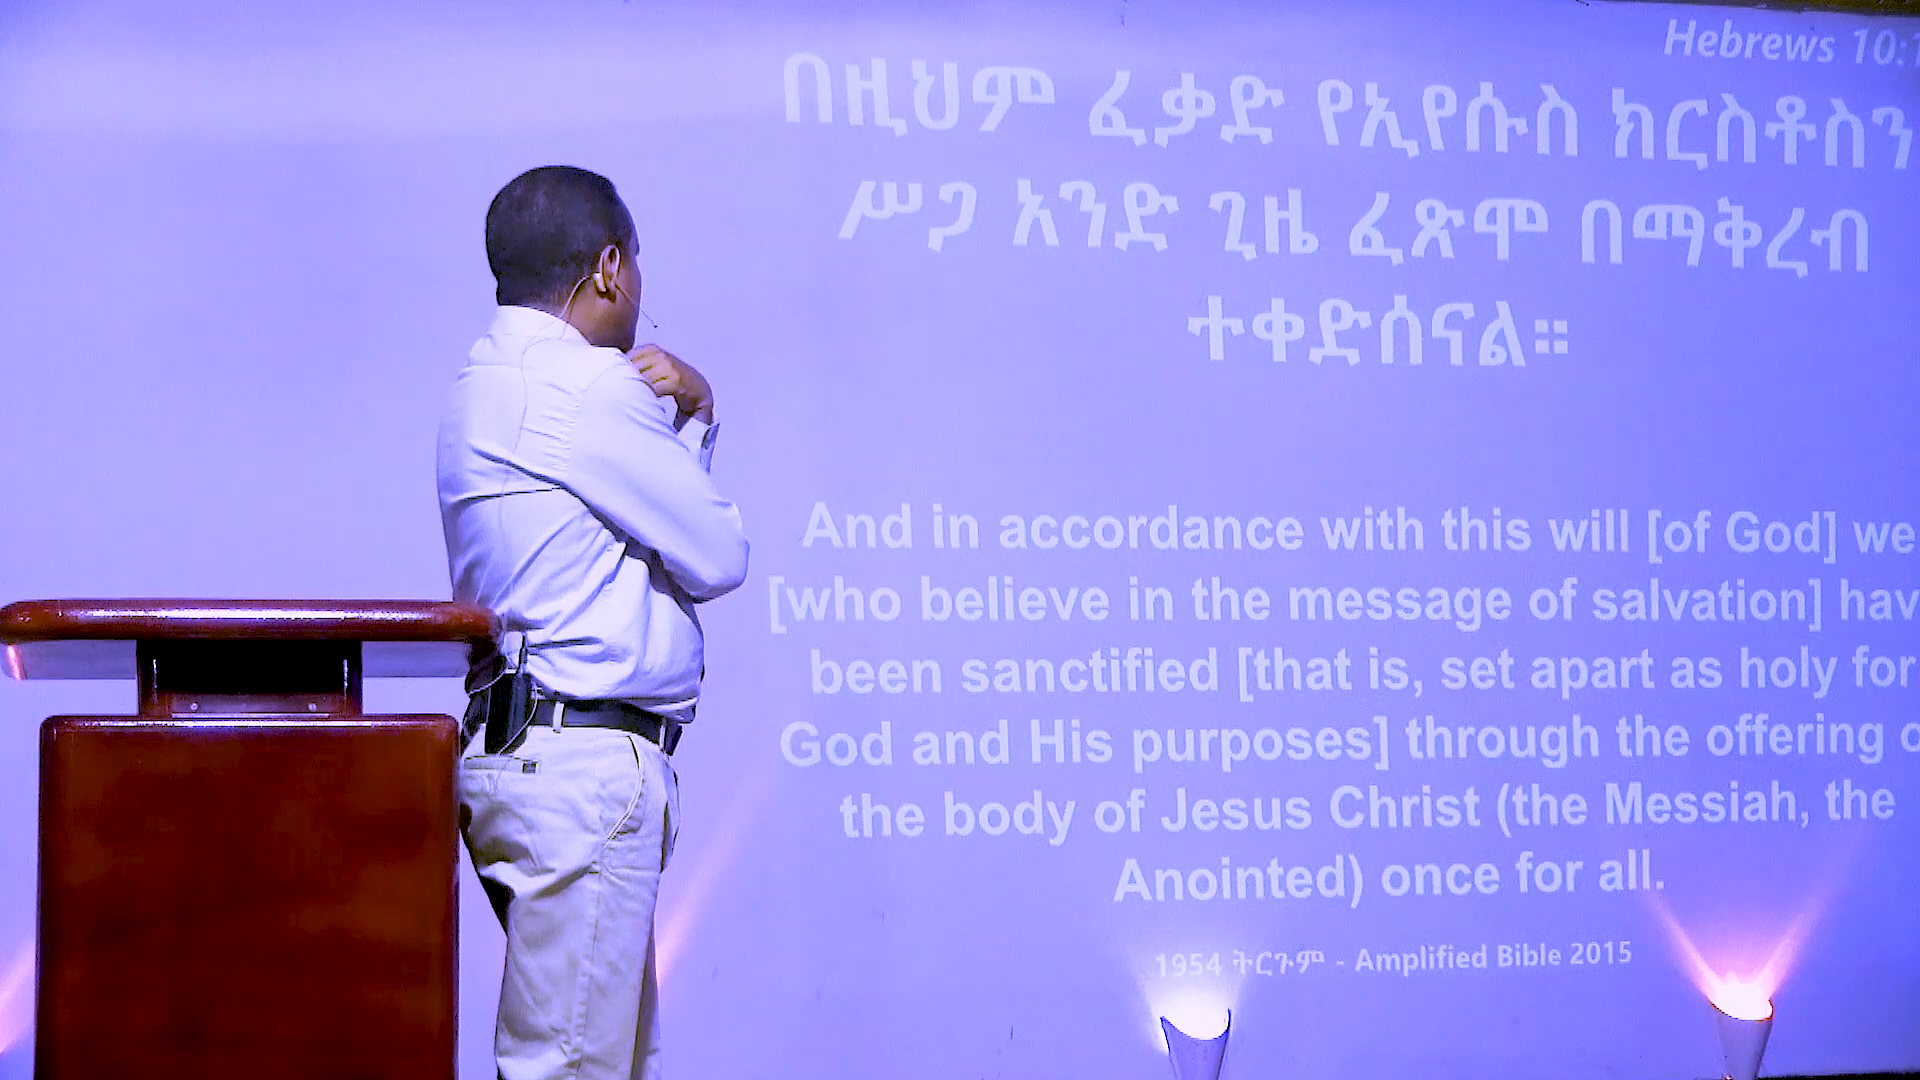 Hebrews 10:1
በዚህም ፈቃድ የኢየሱስ ክርስቶስን
ሥጋ አንድ ጊዜ ፈጽሞ በማቅረብ
ተቀድሰናል።
And in accordance with this will [of God] we
[who believe in the message of salvation] hav
been sanctified [that is, set apart as holy for
God and His purposes] through the offering o
the body of Jesus Christ (the Messiah, the
Anointed) once for all.
1954 ትርጉም - Amplified Bible 2015